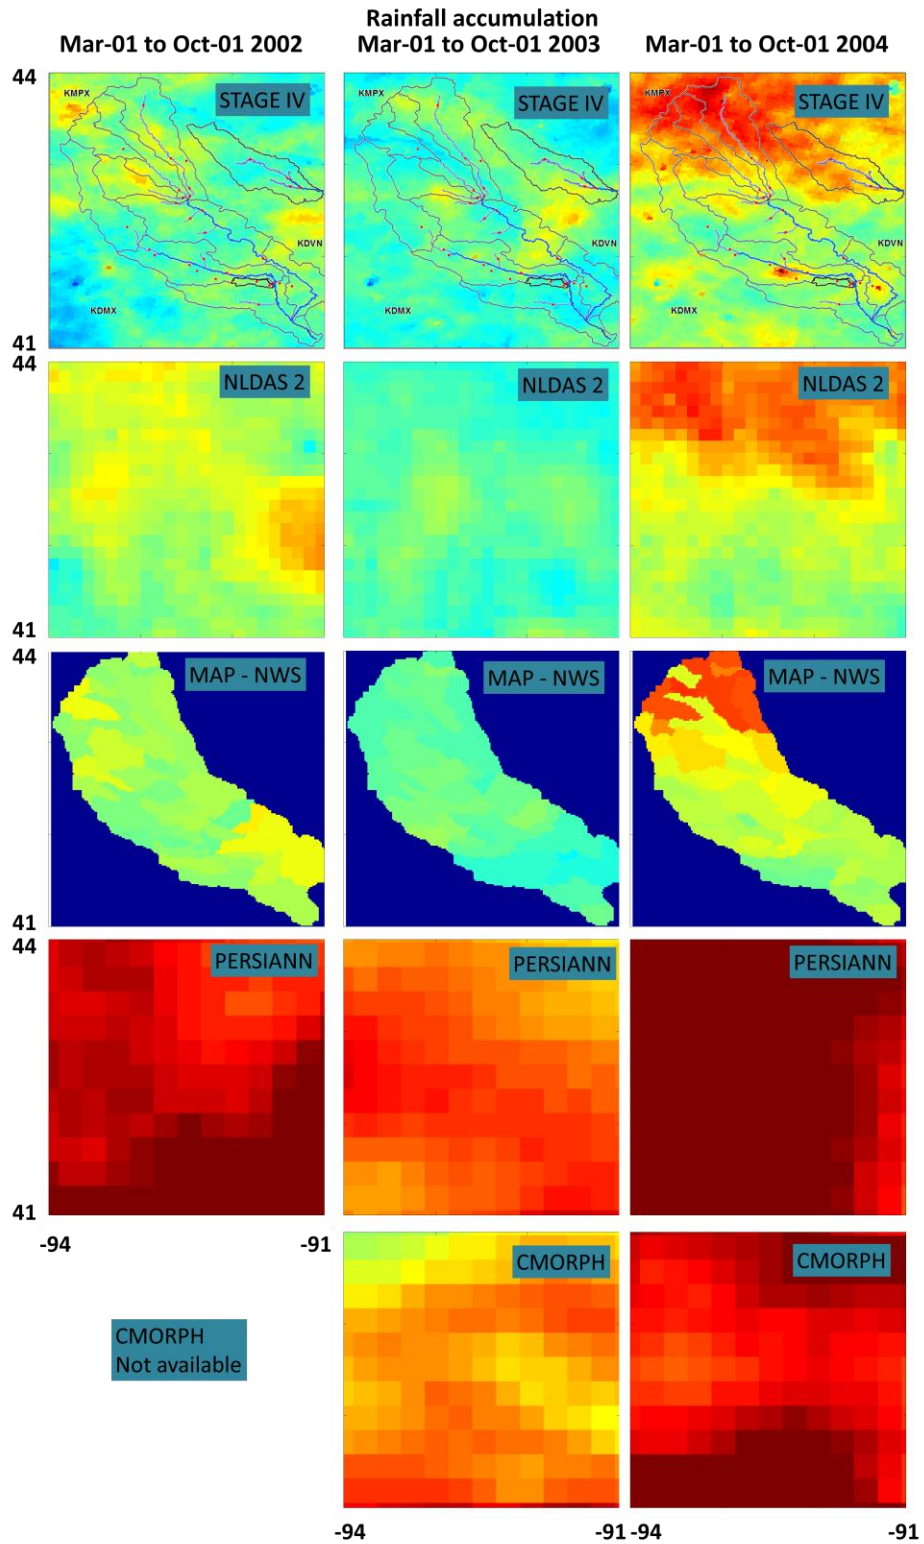 Rainfall accumulation
Mar-01 to Oct-01 2002 Mar-01 to Oct-01 2003 Mar-01 to Oct-01 2004
44
KMPX STAGE IV KMPX STAGE IV KMPX STAGE IV
KDVN KDVN KDVN
KDMX KDMX KDMX
41
44
NLDAS 2 NLDAS 2 NLDAS 2
41
44
MAP - NWS MAP - NWS MAP - NWS
41
44
PERSIANN PERSIANN PERSIANN
41
-94 -91
CMORPH CMORPH
CMORPH
Not available
-94 -91 -94 -91